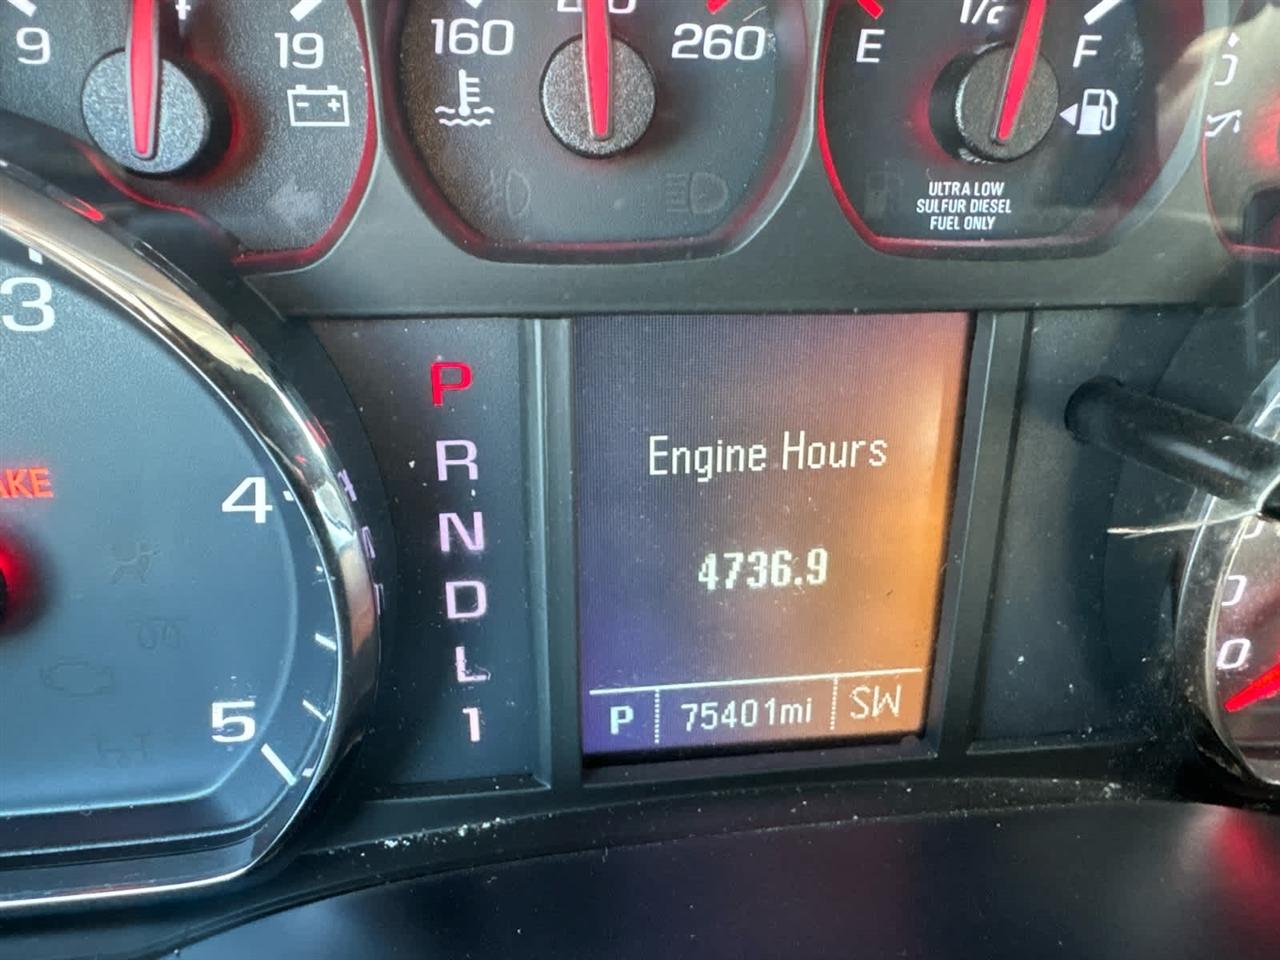 9
19
160
260
E
1/2
F
ULTRA LOW
SULFUR DIESEL
FUEL ONLY
3
4
5
P
R
N
D
L
1
Engine Hours
4736.9
P 75401mi SW
0